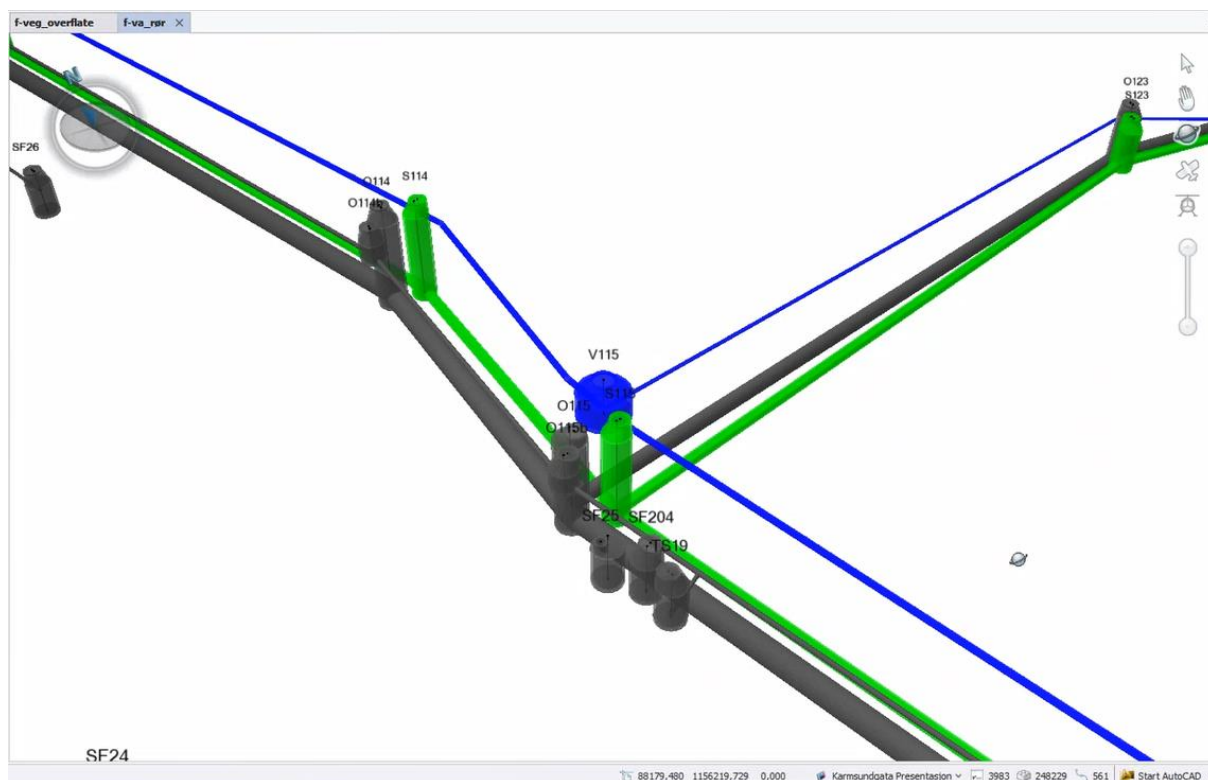 f-veg_overflate f-va_rør ×
N
O123
S123
SF26
O114 S114
O114b
V115
S115
O115
O115b
SF25 SF204
TS19
SF24
88179.480 1156219.729 0.000 Karmsundgata Presentasjon 3983 248229 561 Start AutoCAD